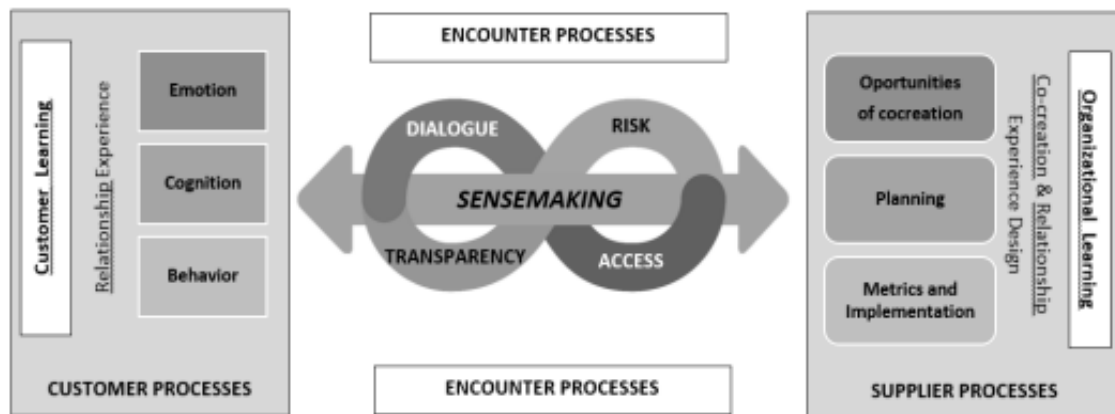 Customer Learning
Relationship Experience
Emotion
Cognition
Behavior
CUSTOMER PROCESSES
ENCOUNTER PROCESSES
DIALOGUE
RISK
SENSEMAKING
TRANSPARENCY
ACCESS
ENCOUNTER PROCESSES
Oportunities
of cocreation
Planning
Metrics and
Implementation
Co-creation & Relationship
Experience Design
Organizational Learning
SUPPLIER PROCESSES